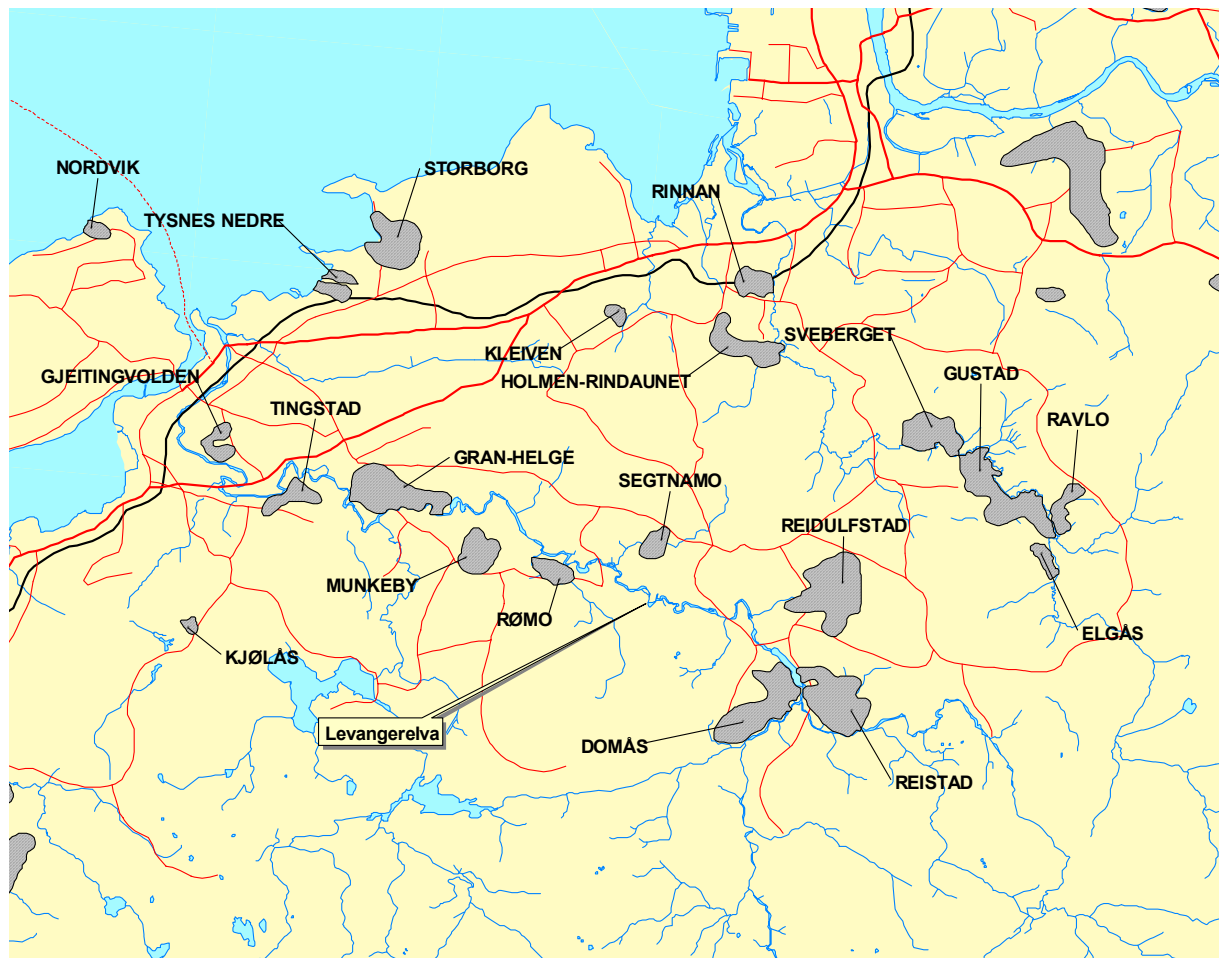 NORDVIK
STORBORG
RINNAN
TYSNES NEDRE
SVEBERGET
KLEIVEN
GUSTAD
GJEITINGVOLDEN
HOLMEN-RINDAUNET
TINGSTAD
RAVLO
GRAN-HELGE
SEGTNAMO
REIDULFSTAD
MUNKEBY
RØMO
ELGÅS
KJØLÅS
Levangerelva
DOMÅS
REISTAD